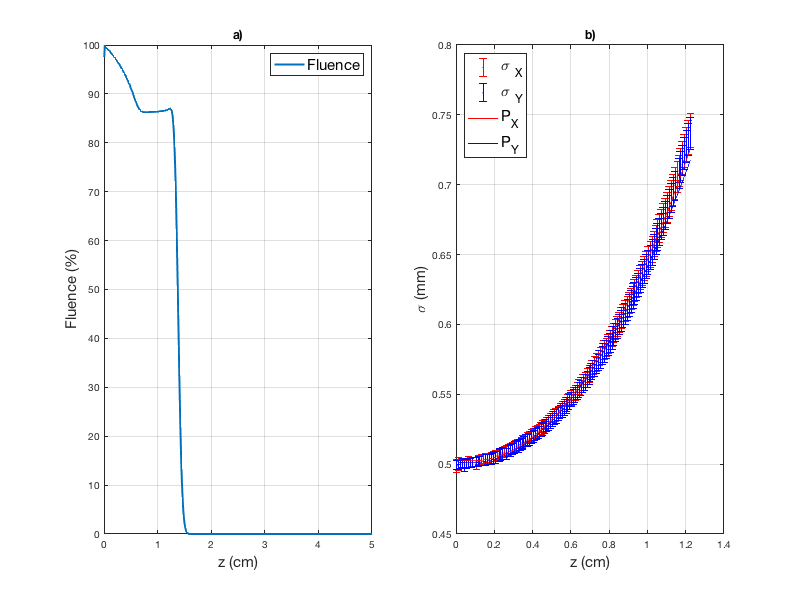 a)
Fluence (%)
100
90
80
70
60
50
40
30
20
10
0
Fluence
0 1 2 3 4 5
z (cm)
b)
σ (mm)
0.8
0.75
0.7
0.65
0.6
0.55
0.5
0.45
σ X
σ Y
P X
P Y
0 0.2 0.4 0.6 0.8 1 1.2 1.4
z (cm)